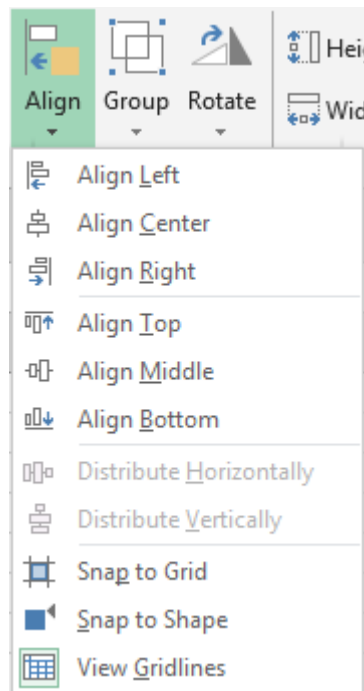 Align Group Rotate Hei
Wid
Align Left
Align Center
Align Right
Align Top
Align Middle
Align Bottom
Distribute Horizontally
Distribute Vertically
Snap to Grid
Snap to Shape
View Gridlines